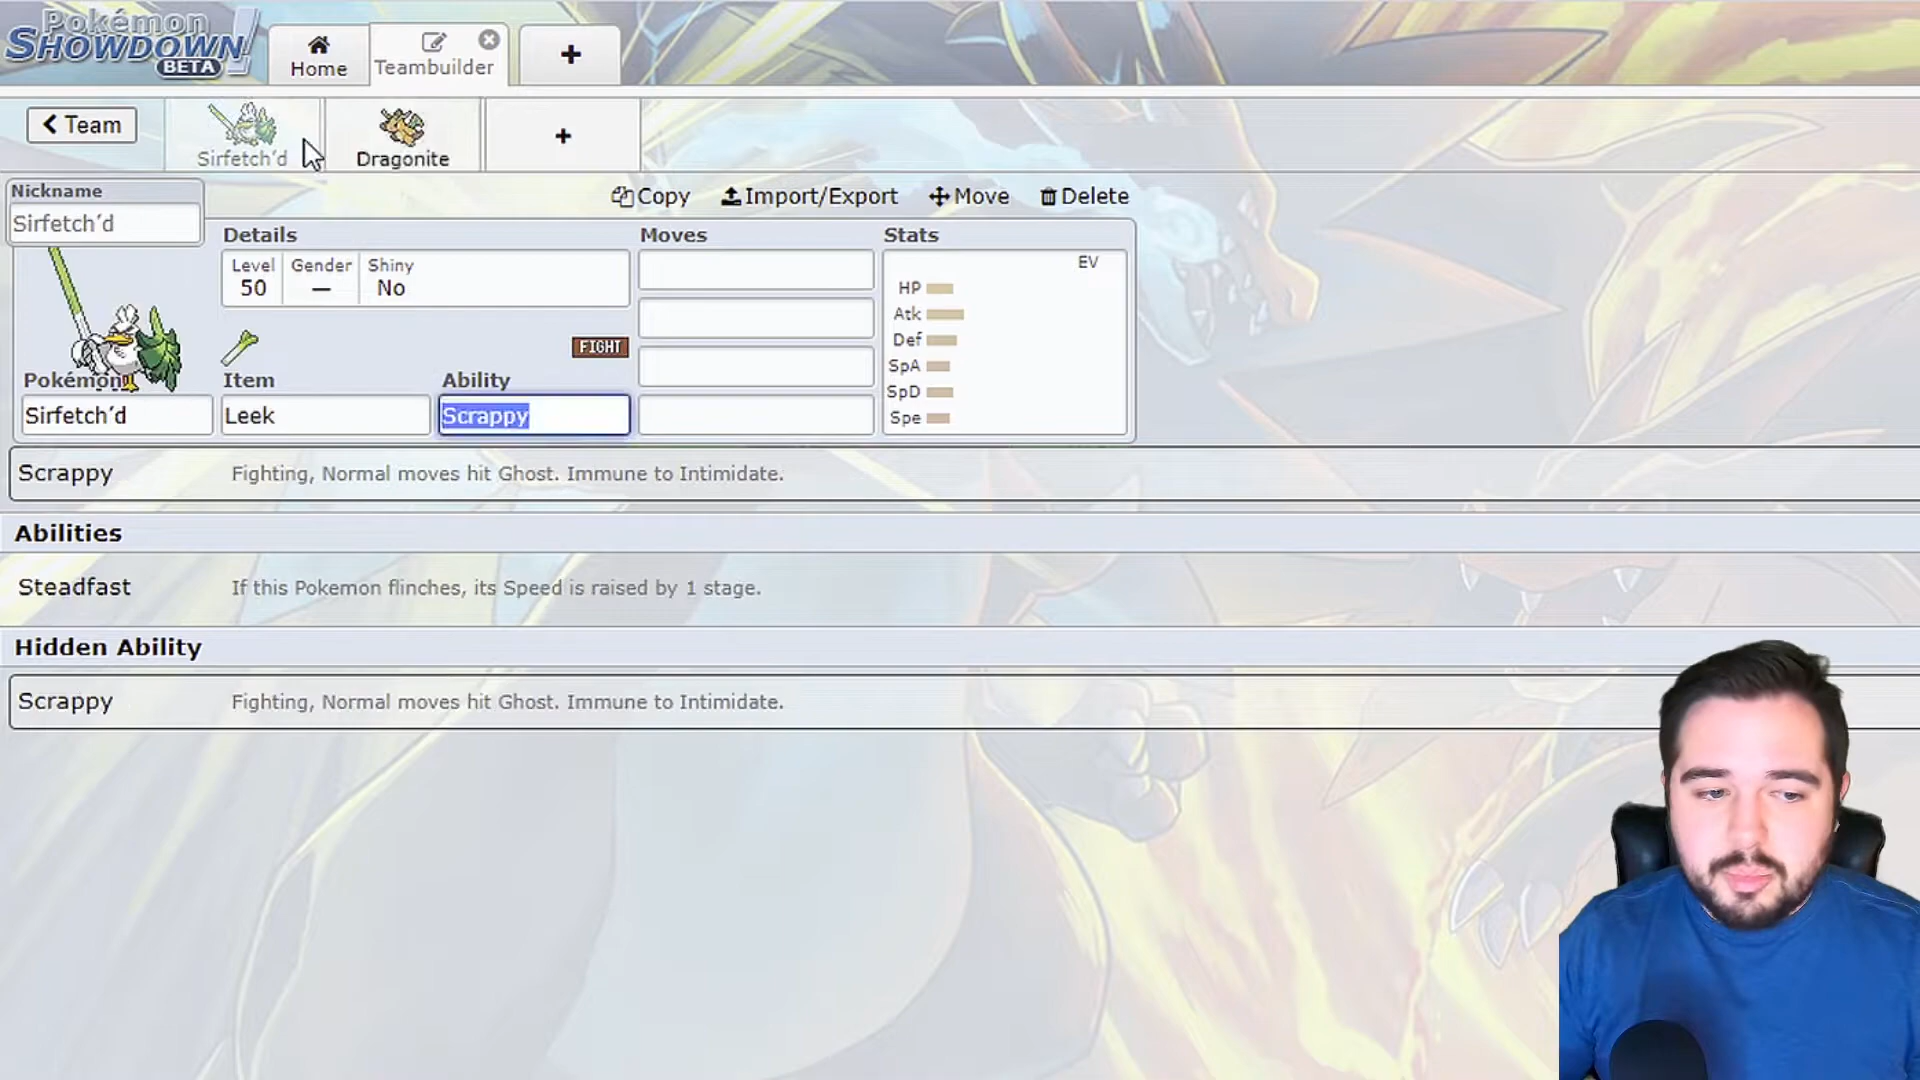 Pokémon
SHOWDOWN!
BETA
Home
Teambuilder
+
Team
Sirfetch'd
Dragonite
+
Nickname
Sirfetch'd
Copy
Import/Export
Move
Delete
Details
Moves
Stats
Level
Gender
Shiny
50
—
No
EV
HP
Atk
Def
SpA
SpD
Spe
FIGHT
Pokémon
Item
Ability
Sirfetch'd
Leek
Scrappy
Scrappy Fighting, Normal moves hit Ghost. Immune to Intimidate.
Abilities
Steadfast If this Pokemon flinches, its Speed is raised by 1 stage.
Hidden Ability
Scrappy Fighting, Normal moves hit Ghost. Immune to Intimidate.